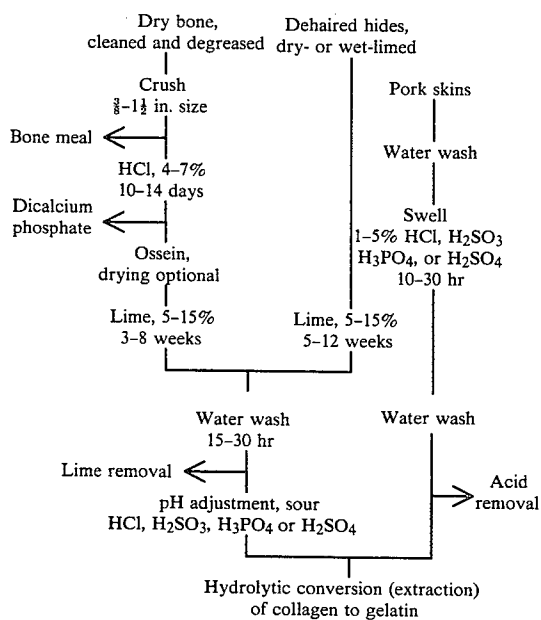 Dry bone,
cleaned and degreased
Dehaired hides,
dry- or wet-limed
Crush
⅜–1½ in. size
Pork skins
Bone meal
Water wash
HCl, 4–7%
10–14 days
Dicalcium
phosphate
Swell
1–5% HCl, H2SO3
H3PO4, or H2SO4
10–30 hr
Ossein,
drying optional
Lime, 5–15%
3–8 weeks
Lime, 5–15%
5–12 weeks
Water wash
15–30 hr
Water wash
Lime removal
Acid
removal
pH adjustment, sour
HCl, H2SO3, H3PO4 or H2SO4
Hydrolytic conversion (extraction)
of collagen to gelatin